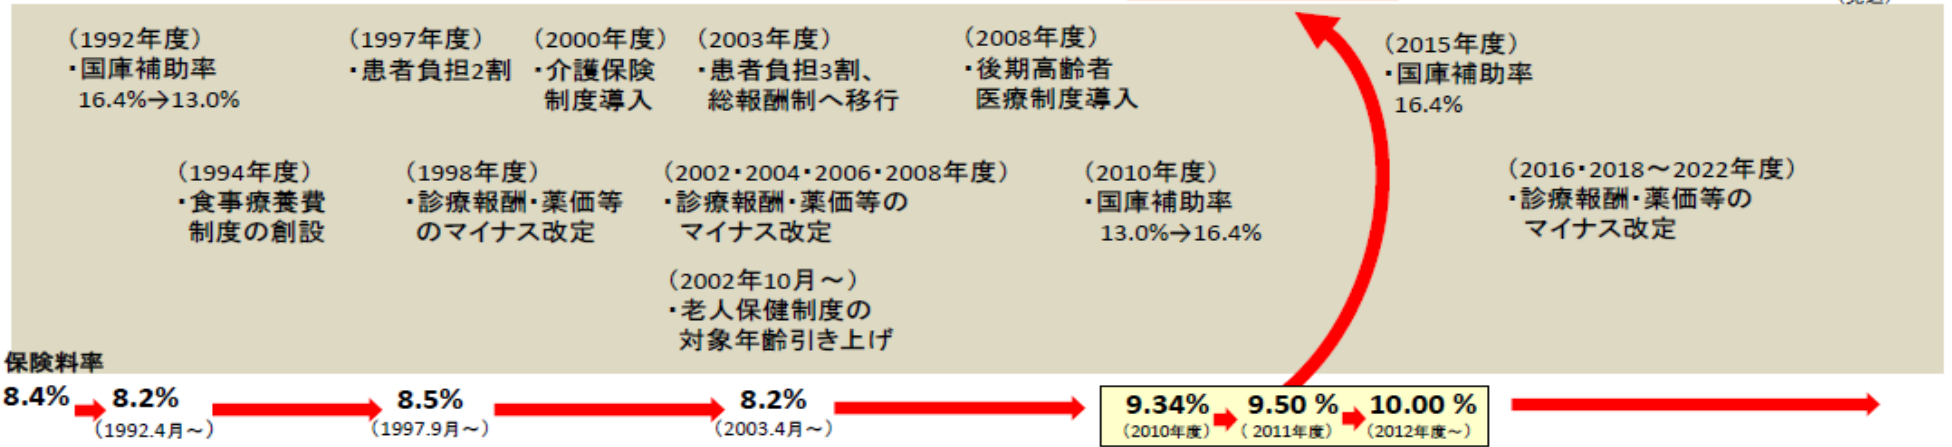 (1992年度)
・国庫補助率
16.4%→13.0%
(1997年度)
・患者負担2割
(2000年度)
・介護保険
制度導入
(2003年度)
・患者負担3割、
総報酬制へ移行
(2008年度)
・後期高齢者
医療制度導入
(2015年度)
・国庫補助率
16.4%
(1994年度)
・食事療養費
制度の創設
(1998年度)
・診療報酬・薬価等
のマイナス改定
(2002・2004・2006・2008年度)
・診療報酬・薬価等の
マイナス改定
(2010年度)
・国庫補助率
13.0%→16.4%
(2016・2018～2022年度)
・診療報酬・薬価等の
マイナス改定
(2002年10月～)
・老人保健制度の
対象年齢引き上げ
保険料率
8.4%
8.2%
(1992.4月～)
8.5%
(1997.9月～)
8.2%
(2003.4月～)
9.34%
(2010年度)
9.50 %
(2011年度)
10.00 %
(2012年度～)